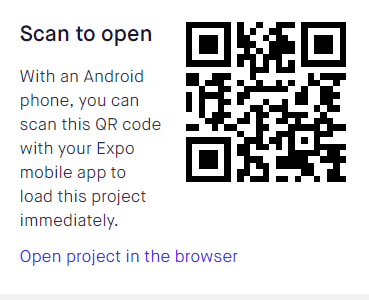 Scan to open
With an Android
phone, you can
scan this QR code
with your Expo
mobile app to
load this project
immediately.
Open project in the browser